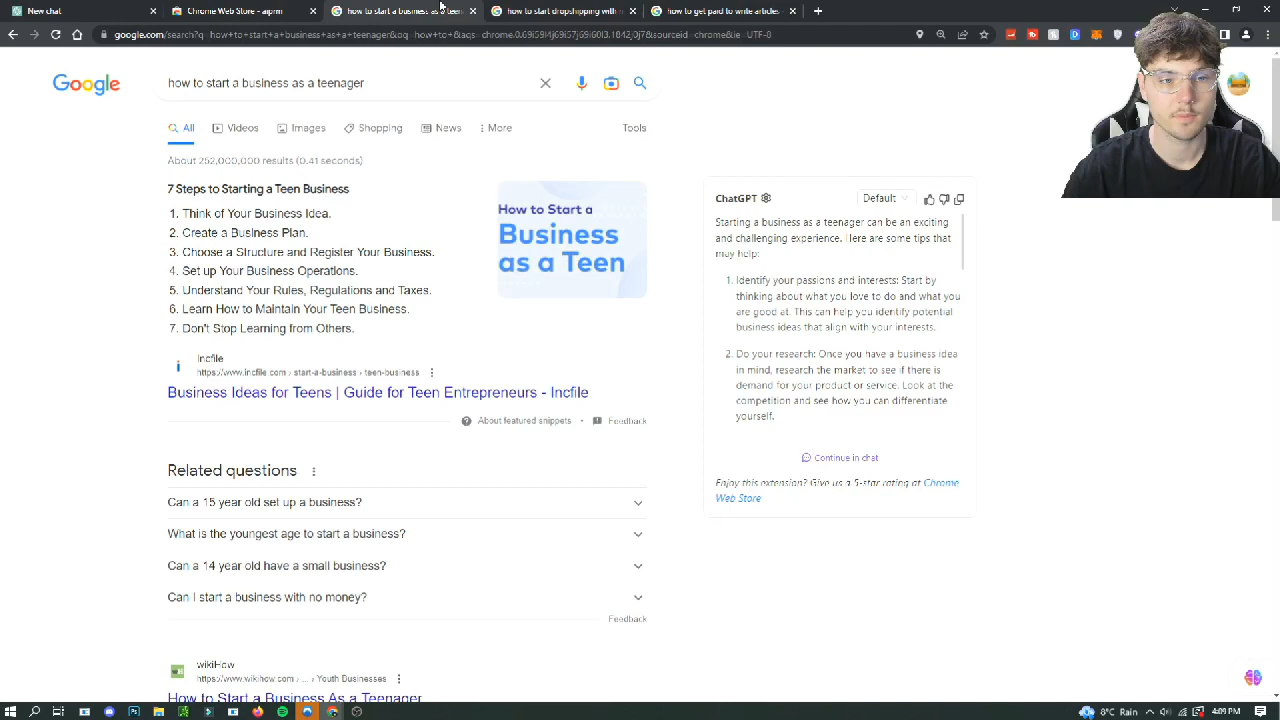 New chat
Chrome Web Store - aiprm
how to start a business as a teen
how to start dropshipping with n
how to get paid to write articles
google.com/search?q=how+to+start+a+business+as+a+teenager&oq=how+to+&aqs=chrome.0.69i59l4j69i57j69i60l3.1842j0j7&sourceid=chrome&ie=UTF-8
Google
how to start a business as a teenager
All
Videos
Images
Shopping
News
More
Tools
About 252,000,000 results (0.41 seconds)
7 Steps to Starting a Teen Business
1. Think of Your Business Idea.
2. Create a Business Plan.
3. Choose a Structure and Register Your Business.
4. Set up Your Business Operations.
5. Understand Your Rules, Regulations and Taxes.
6. Learn How to Maintain Your Teen Business.
7. Don't Stop Learning from Others.
How to Start a
Business
as a Teen
Incfile
https://www.incfile.com › start-a-business › teen-business
Business Ideas for Teens | Guide for Teen Entrepreneurs - Incfile
About featured snippets
Feedback
Related questions
Can a 15 year old set up a business?
What is the youngest age to start a business?
Can a 14 year old have a small business?
Can I start a business with no money?
Feedback
wikiHow
https://www.wikihow.com › ... › Youth Businesses
How to Start a Business As a Teenager
ChatGPT
Default
Starting a business as a teenager can be an exciting
and challenging experience. Here are some tips that
may help:
1. Identify your passions and interests: Start by
thinking about what you love to do and what you
are good at. This can help you identify potential
business ideas that align with your interests.
2. Do your research: Once you have a business idea
in mind, research the market to see if there is
demand for your product or service. Look at the
competition and see how you can differentiate
yourself.
Continue in chat
Enjoy this extension? Give us a 5-star rating at Chrome
Web Store
8°C Rain
4:09 PM